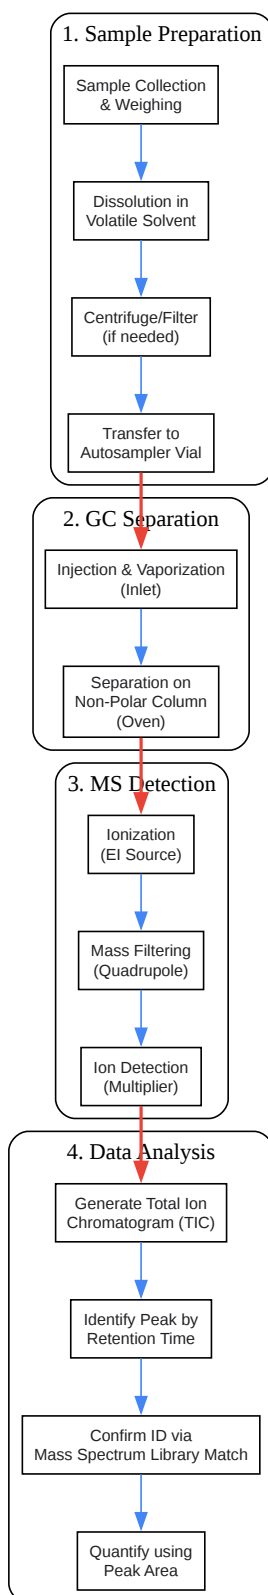 1. Sample Preparation
Sample Collection
& Weighing
Dissolution in
Volatile Solvent
Centrifuge/Filter
(if needed)
Transfer to
Autosampler Vial
2. GC Separation
Injection & Vaporization
(Inlet)
Separation on
Non-Polar Column
(Oven)
3. MS Detection
Ionization
(EI Source)
Mass Filtering
(Quadrupole)
Ion Detection
(Multiplier)
4. Data Analysis
Generate Total Ion
Chromatogram (TIC)
Identify Peak by
Retention Time
Confirm ID via
Mass Spectrum Library Match
Quantify using
Peak Area